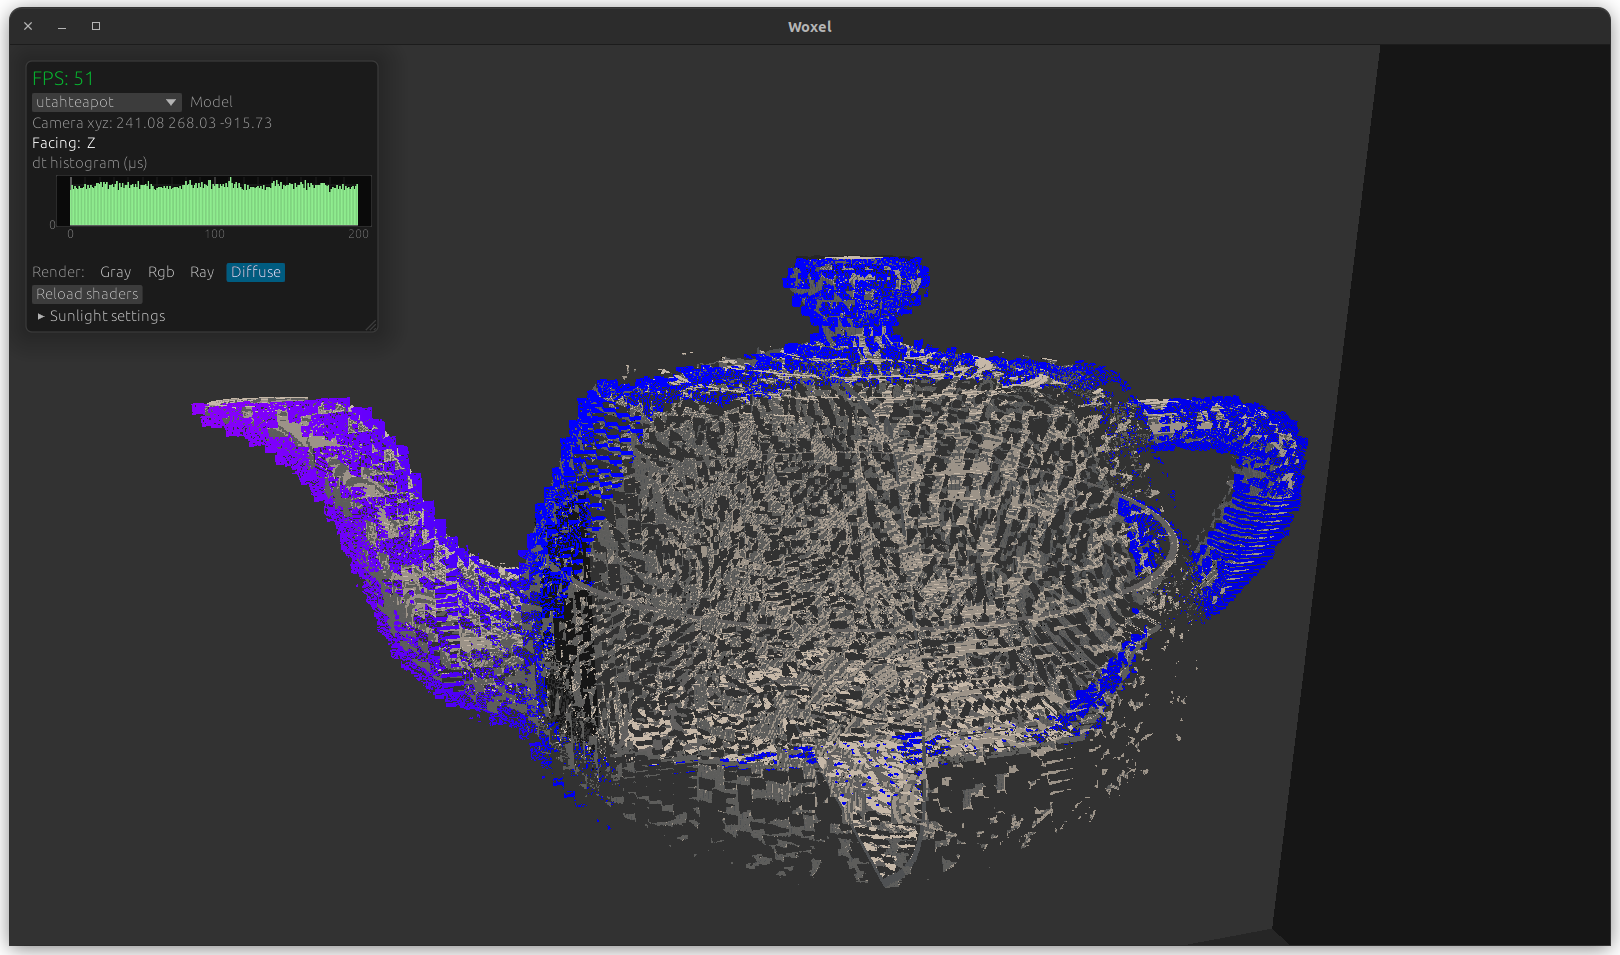 Woxel
FPS: 51
utahteapot Model
Camera xyz: 241.08 268.03 -915.73
Facing: Z
dt histogram (µs)
0
0 100 200
Render: Gray Rgb Ray Diffuse
Reload shaders
Sunlight settings